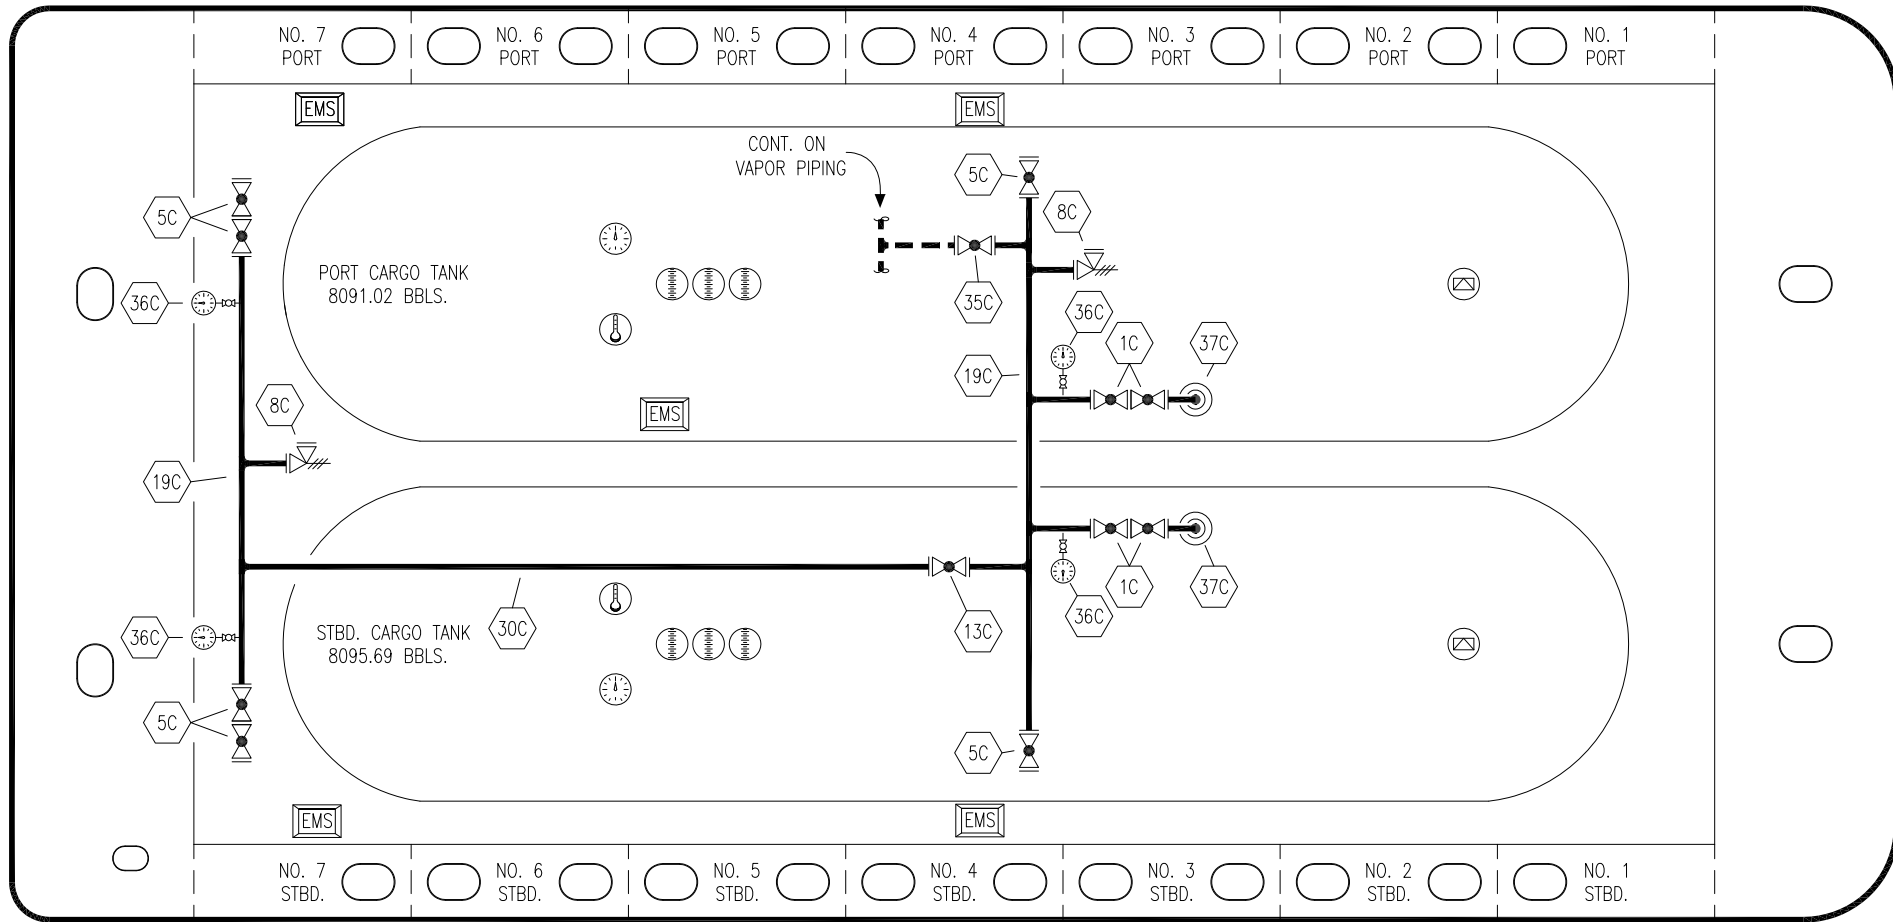 NO. 7
PORT
NO. 6
PORT
NO. 5
PORT
NO. 4
PORT
NO. 3
PORT
NO. 2
PORT
NO. 1
PORT
EMS
EMS
CONT. ON
VAPOR PIPING
5C
5C
8C
PORT CARGO TANK
8091.02 BBLS.
36C
35C
36C
1C
37C
19C
8C
EMS
19C
1C
37C
36C
30C
13C
STBD. CARGO TANK
8095.69 BBLS.
36C
5C
5C
EMS
EMS
NO. 7
STBD.
NO. 6
STBD.
NO. 5
STBD.
NO. 4
STBD.
NO. 3
STBD.
NO. 2
STBD.
NO. 1
STBD.